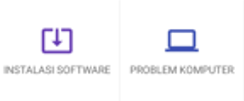 INSTALASI SOFTWARE
PROBLEM KOMPUTER